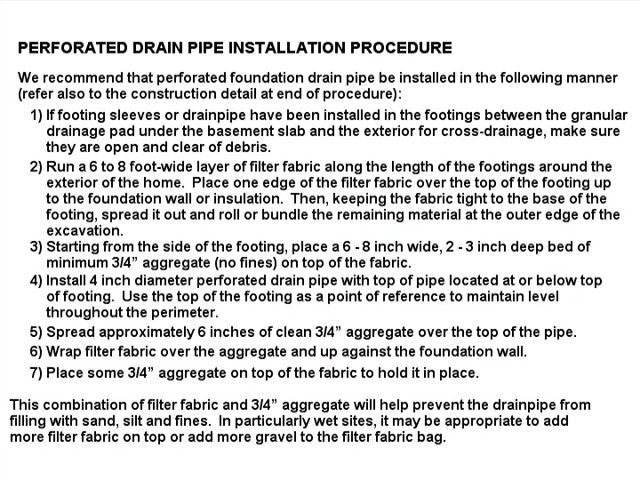 PERFORATED DRAIN PIPE INSTALLATION PROCEDURE
We recommend that perforated foundation drain pipe be installed in the following manner
(refer also to the construction detail at end of procedure):
1) If footing sleeves or drainpipe have been installed in the footings between the granular
drainage pad under the basement slab and the exterior for cross-drainage, make sure
they are open and clear of debris.
2) Run a 6 to 8 foot-wide layer of filter fabric along the length of the footings around the
exterior of the home.  Place one edge of the filter fabric over the top of the footing up
to the foundation wall or insulation.  Then, keeping the fabric tight to the base of the
footing, spread it out and roll or bundle the remaining material at the outer edge of the
excavation.
3) Starting from the side of the footing, place a 6 - 8 inch wide, 2 - 3 inch deep bed of
minimum 3/4” aggregate (no fines) on top of the fabric.
4) Install 4 inch diameter perforated drain pipe with top of pipe located at or below top
of footing.  Use the top of the footing as a point of reference to maintain level
throughout the perimeter.
5) Spread approximately 6 inches of clean 3/4” aggregate over the top of the pipe.
6) Wrap filter fabric over the aggregate and up against the foundation wall.
7) Place some 3/4” aggregate on top of the fabric to hold it in place.
This combination of filter fabric and 3/4” aggregate will help prevent the drainpipe from
filling with sand, silt and fines.  In particularly wet sites, it may be appropriate to add
more filter fabric on top or add more gravel to the filter fabric bag.